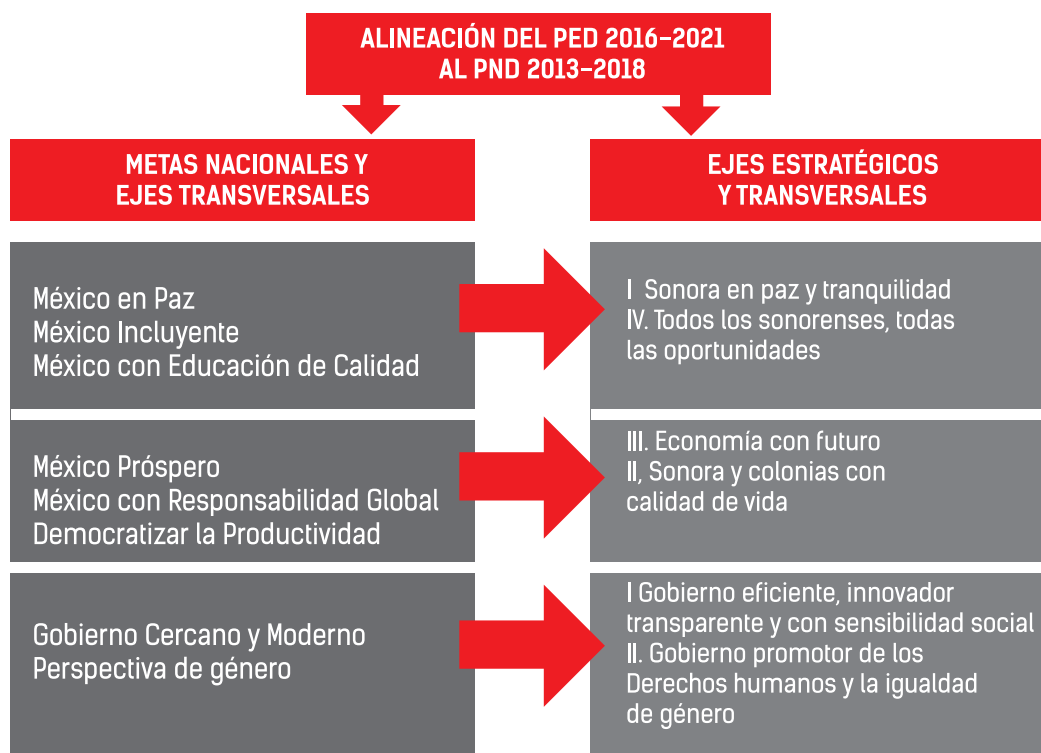 ALINEACIÓN DEL PED 2016-2021
AL PND 2013-2018
METAS NACIONALES Y
EJES TRANSVERSALES
EJES ESTRATÉGICOS
Y TRANSVERSALES
México en Paz
México Incluyente
México con Educación de Calidad
I Sonora en paz y tranquilidad
IV. Todos los sonorenses, todas
las oportunidades
México Próspero
México con Responsabilidad Global
Democratizar la Productividad
III. Economía con futuro
II, Sonora y colonias con
calidad de vida
Gobierno Cercano y Moderno
Perspectiva de género
I Gobierno eficiente, innovador
transparente y con sensibilidad social
II. Gobierno promotor de los
Derechos humanos y la igualdad
de género